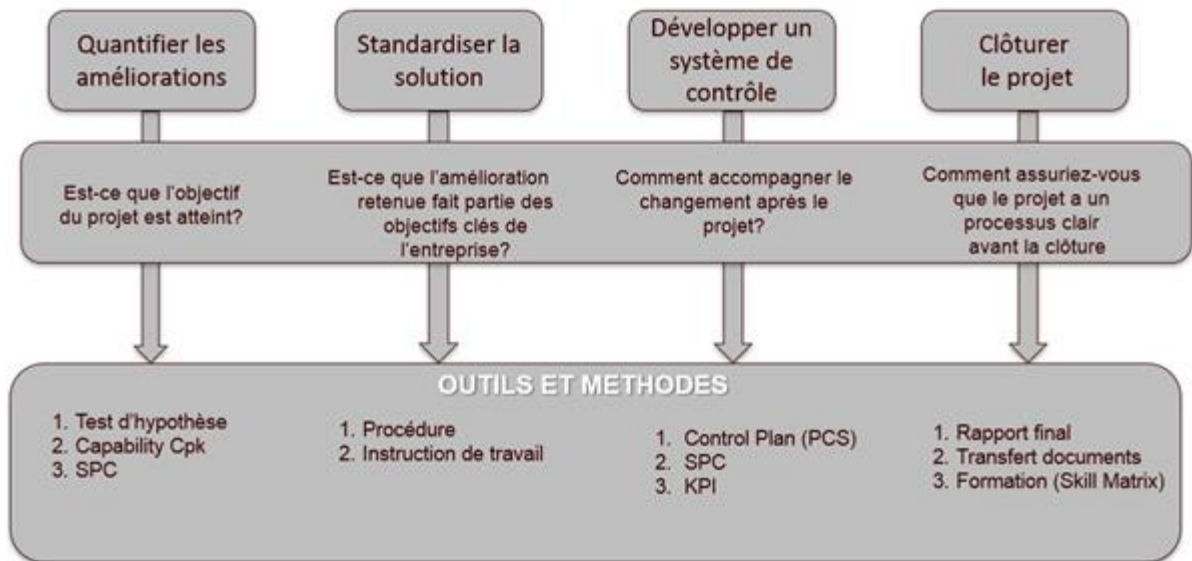 Quantifier les
améliorations
Standardiser la
solution
Développer un
système de
contrôle
Clôturer
le projet
Est-ce que l'objectif
du projet est atteint?
Est-ce que l'amélioration
retenue fait partie des
objectifs clés de
l'entreprise?
Comment accompagner le
changement après le
projet?
Comment assuriez-vous
que le projet a un
processus clair
avant la clôture
OUTILS ET METHODES
1. Test d'hypothèse
2. Capability Cpk
3. SPC
1. Procédure
2. Instruction de travail
1. Control Plan (PCS)
2. SPC
3. KPI
1. Rapport final
2. Transfert documents
3. Formation (Skill Matrix)